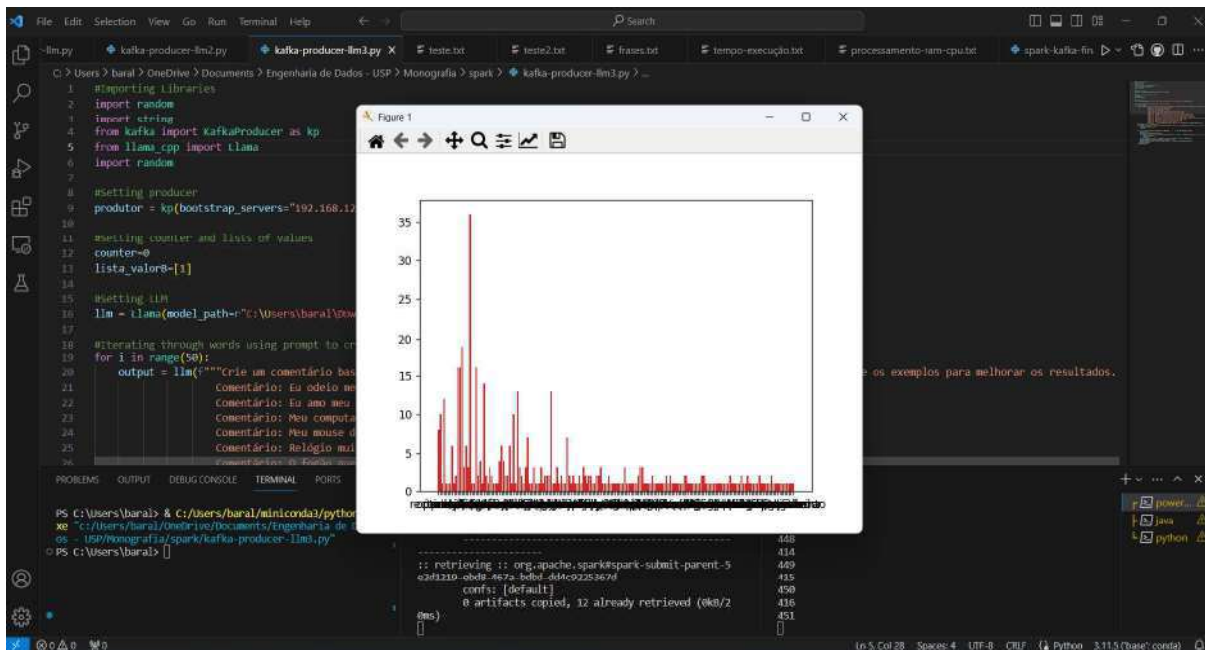 File Edit Selection View Go Run Terminal Help
Search
-llm.py kafka-producer-llm2.py kafka-producer-llm3.py teste.txt teste2.txt frases.txt tempo-execução.txt processamento-ram-cpu.txt spark-kafka-fin
C: > Users > baral > OneDrive > Documents > Engenharia de Dados - USP > Monografia > spark > kafka-producer-llm3.py > ...
1 #Importing Libraries
2 import random
3 import string
4 from kafka import KafkaProducer as kp
5 from llama_cpp import Llama
6 import random
7
8 #Setting producer
9 produtor = kp(bootstrap_servers="192.168.12
10
11 #Setting counter and lists of values
12 counter=0
13 lista_valor8=[1]
14
15 #Setting LLM
16 llm = Llama(model_path=r"C:\Users\baral\Dow
17
18 #Iterating through words using prompt to cr
19 for i in range(50):
20 output = llm(f"""Crie um comentário bas
e os exemplos para melhorar os resultados.
21 Comentário: Eu odeio me
22 Comentário: Eu amo meu
23 Comentário: Meu computa
24 Comentário: Meu mouse d
25 Comentário: Relógio mui
26 Comentário: O fogão
Figure 1
35
30
25
20
15
10
5
0
PROBLEMS OUTPUT DEBUG CONSOLE TERMINAL PORTS
PS C:\Users\baral> & C:/Users/baral/miniconda3/python
xe "c:/Users/baral/OneDrive/Documents/Engenharia de D
os - USP/Monografia/spark/kafka-producer-llm3.py"
PS C:\Users\baral>
:: retrieving :: org.apache.spark#spark-submit-parent-5
confs: [default]
0 artifacts copied, 12 already retrieved (0kB/2
0ms)
448
414
449
415
450
416
451
power...
java
python
0 0 0
Ln 5, Col 28 Spaces: 4 UTF-8 CRLF Python 3.11.5 ('base': conda)